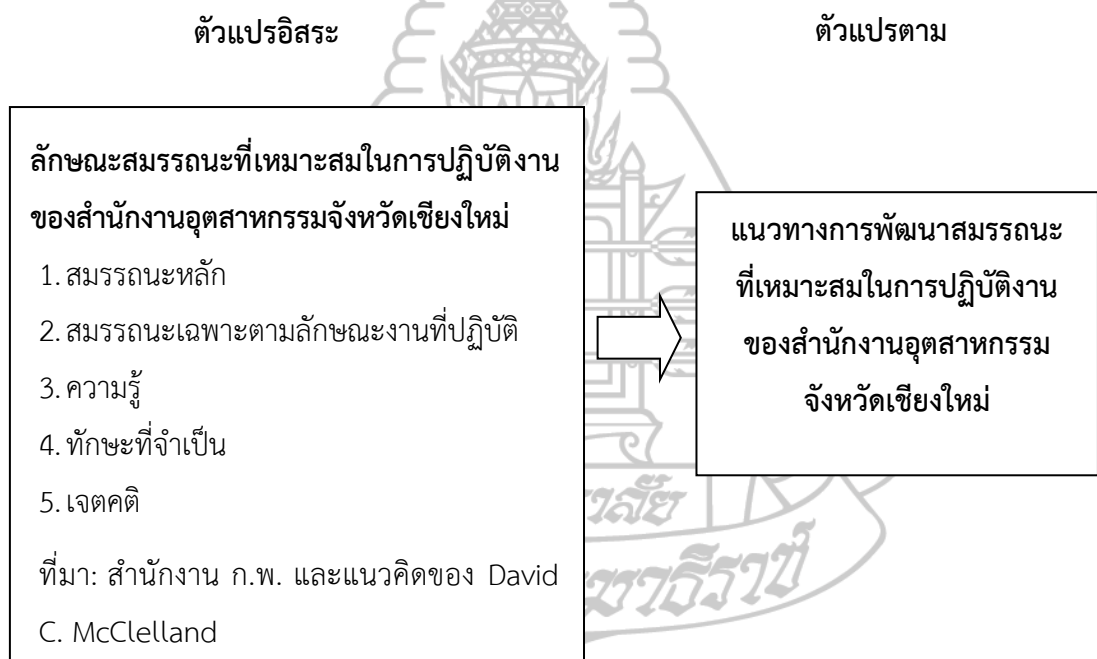 ตัวแปรอิสระ
ตัวแปรตาม
ลักษณะสมรรถนะที่เหมาะสมในการปฏิบัติงาน
ของสำนักงานอุตสาหกรรมจังหวัดเชียงใหม่
1. สมรรถนะหลัก
2. สมรรถนะเฉพาะตามลักษณะงานที่ปฏิบัติ
3. ความรู้
4. ทักษะที่จำเป็น
5. เจตคติ
ที่มา: สำนักงาน ก.พ. และแนวคิดของ David
C. McClelland
แนวทางการพัฒนาสมรรถนะ
ที่เหมาะสมในการปฏิบัติงาน
ของสำนักงานอุตสาหกรรม
จังหวัดเชียงใหม่